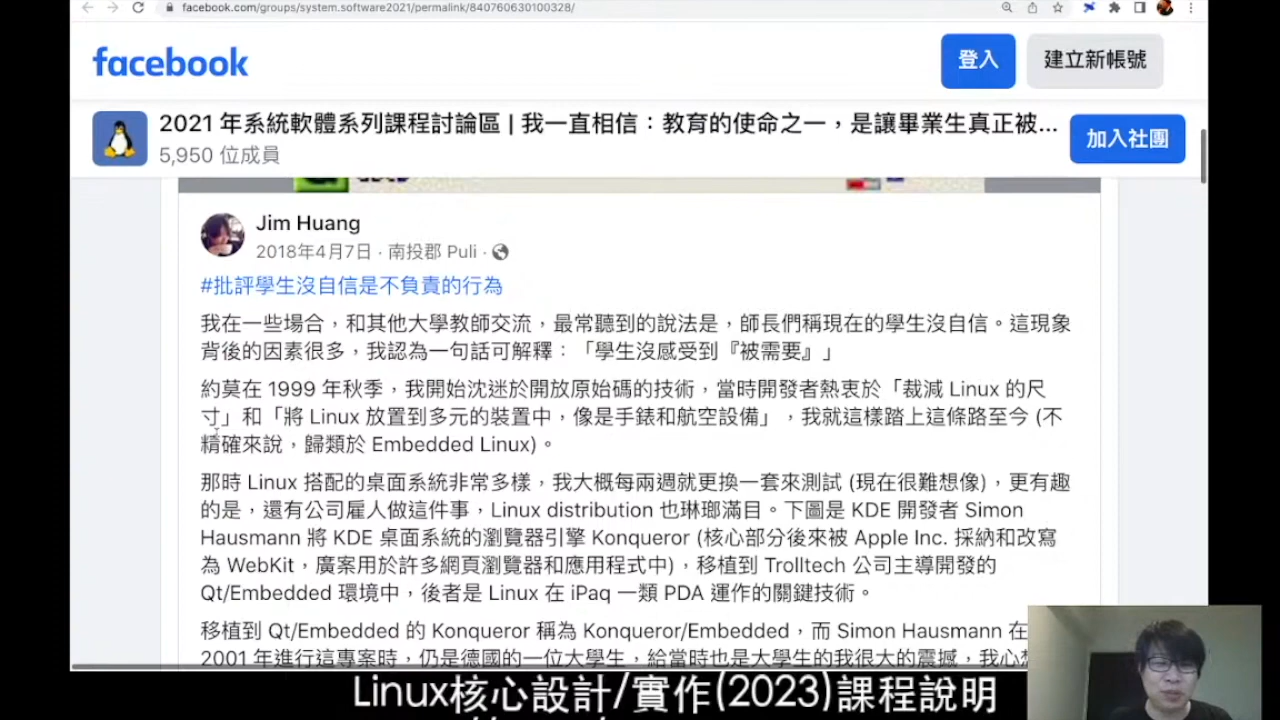 facebook.com/groups/system.software2021/permalink/840760630100328/
facebook
登入
建立新帳號
2021 年系統軟體系列課程討論區 | 我一直相信：教育的使命之一，是讓畢業生真正被...
5,950 位成員
加入社團
Jim Huang
2018年4月7日 · 南投郡 Puli ·
#批評學生沒自信是不負責的行為
我在一些場合，和其他大學教師交流，最常聽到的說法是，師長們稱現在的學生沒自信。這現象
背後的因素很多，我認為一句話可解釋：「學生沒感受到『被需要』」
約莫在 1999 年秋季，我開始沈迷於開放原始碼的技術，當時開發者熱衷於「裁減 Linux 的尺
寸」和「將 Linux 放置到多元的裝置中，像是手錶和航空設備」，我就這樣踏上這條路至今 (不
精確來說，歸類於 Embedded Linux)。
那時 Linux 搭配的桌面系統非常多樣，我大概每兩週就更換一套來測試 (現在很難想像)，更有趣
的是，還有公司雇人做這件事，Linux distribution 也琳瑯滿目。下圖是 KDE 開發者 Simon
Hausmann 將 KDE 桌面系統的瀏覽器引擎 Konqueror (核心部分後來被 Apple Inc. 採納和改寫
為 WebKit，廣案用於許多網頁瀏覽器和應用程式中)，移植到 Trolltech 公司主導開發的
Qt/Embedded 環境中，後者是 Linux 在 iPaq 一類 PDA 運作的關鍵技術。
移植到 Qt/Embedded 的 Konqueror 稱為 Konqueror/Embedded，而 Simon Hausmann 在
2001 年進行這專案時，仍是德國的一位大學生，給當時也是大學生的我很大的震撼，我心想
Linux核心設計/實作(2023)課程說明